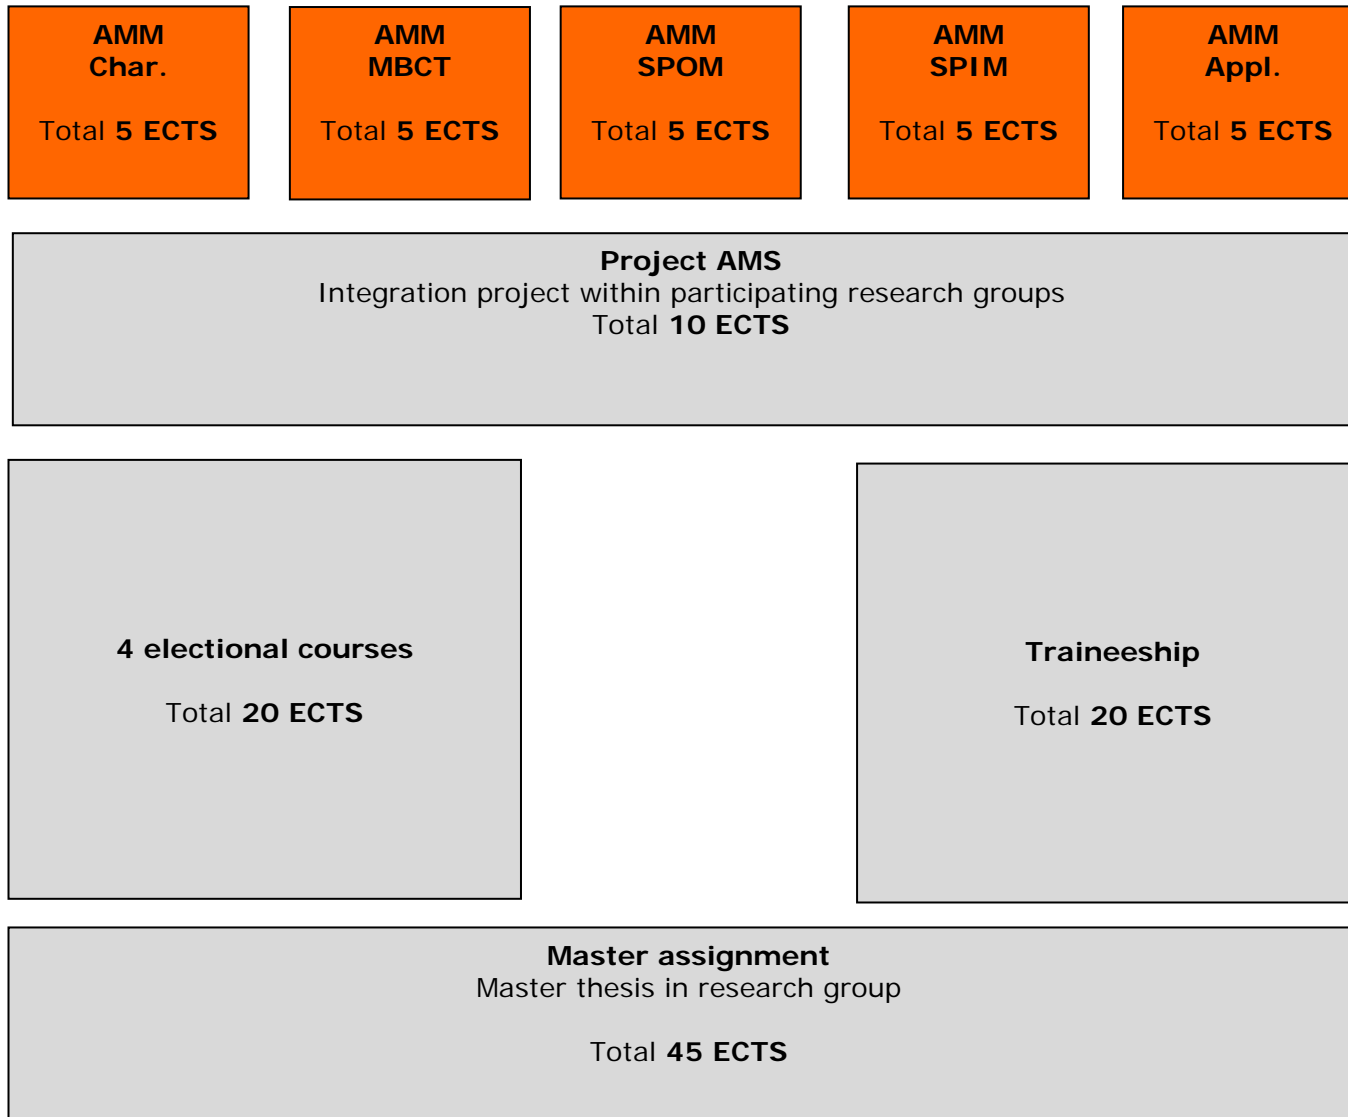 AMM
Char.
Total 5 ECTS
AMM
MBCT
Total 5 ECTS
AMM
SPOM
Total 5 ECTS
AMM
SPIM
Total 5 ECTS
AMM
Appl.
Total 5 ECTS
Project AMS
Integration project within participating research groups
Total 10 ECTS
4 electional courses
Total 20 ECTS
Traineeship
Total 20 ECTS
Master assignment
Master thesis in research group
Total 45 ECTS